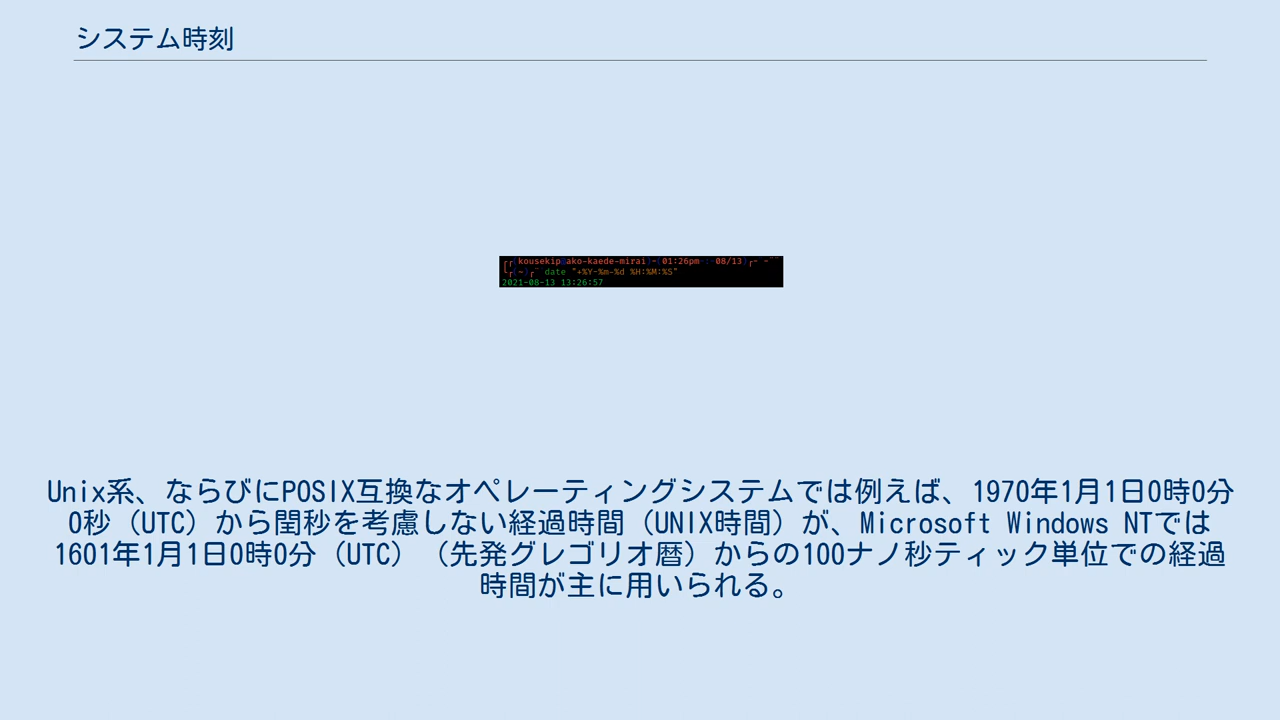 システム時刻
kousekip@ako-kaede-mirai)-(01:26pm-:-08/13)
(~) date "+%Y-%m-%d %H:%M:%S"
2021-08-13 13:26:57
Unix系、ならびにPOSIX互換なオペレーティングシステムでは例えば、1970年1月1日0時0分
0秒（UTC）から閏秒を考慮しない経過時間（UNIX時間）が、Microsoft Windows NTでは
1601年1月1日0時0分（UTC）（先発グレゴリオ暦）からの100ナノ秒ティック単位での経過
時間が主に用いられる。